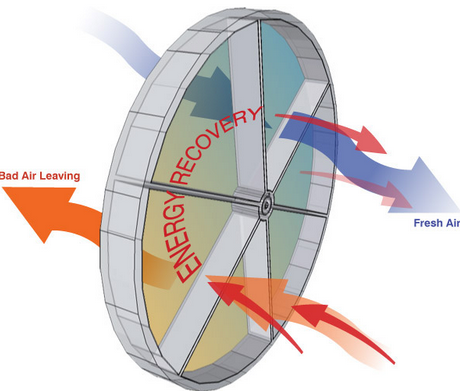 ENERGY RECOVERY
Bad Air Leaving
Fresh Air